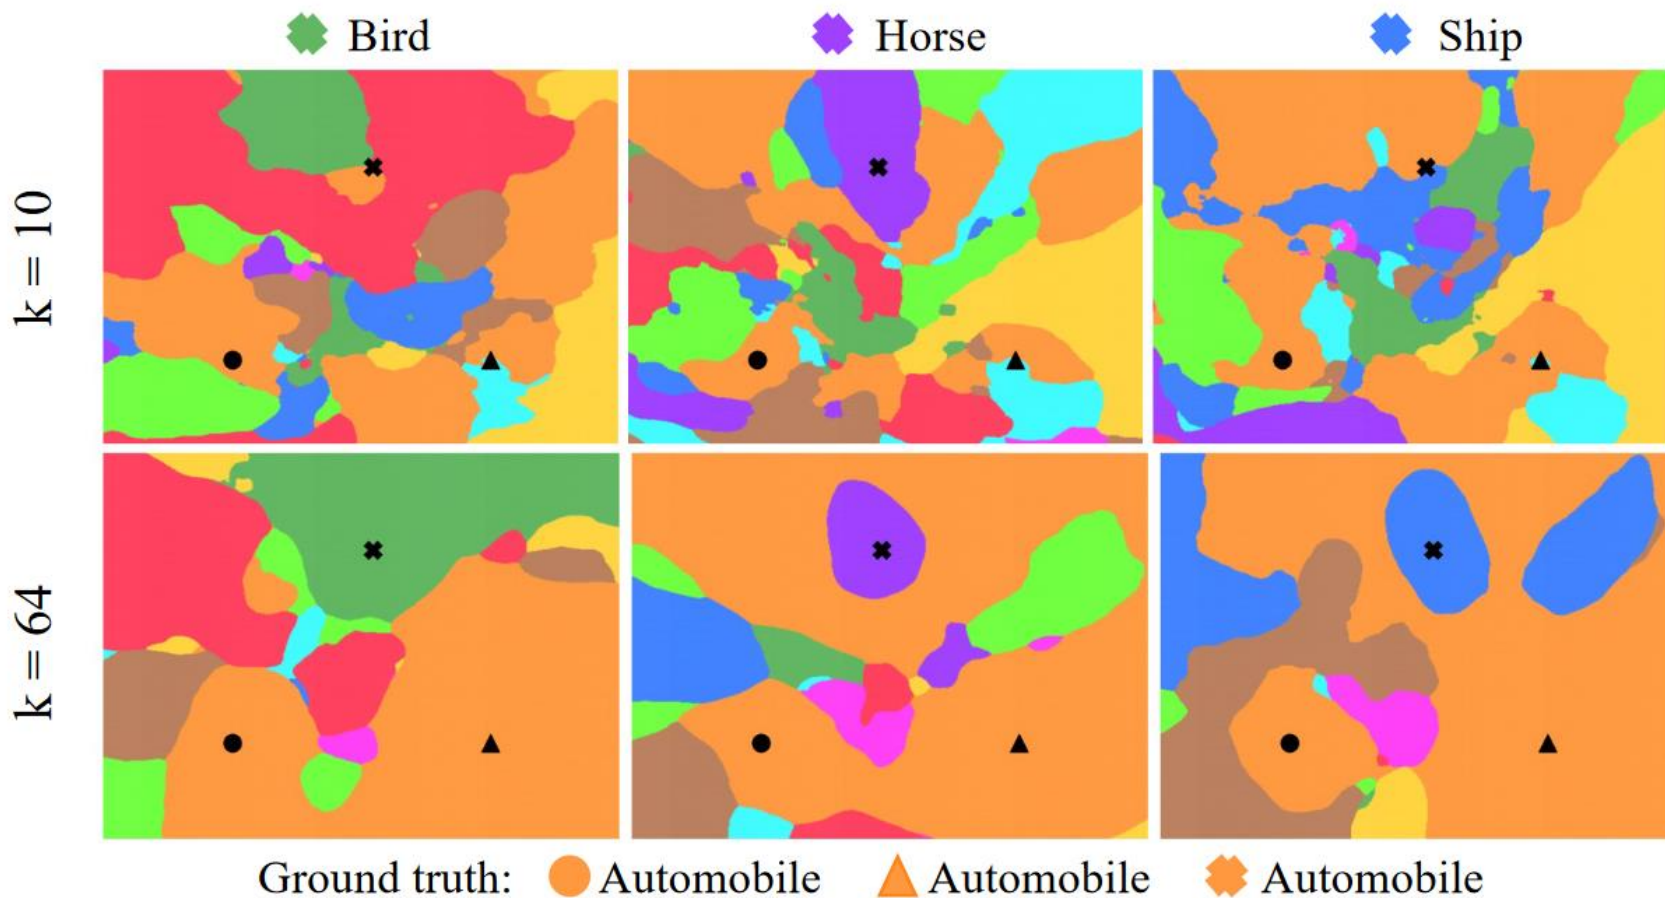 Bird Horse Ship
k = 10
k = 64
Ground truth: Automobile Automobile Automobile